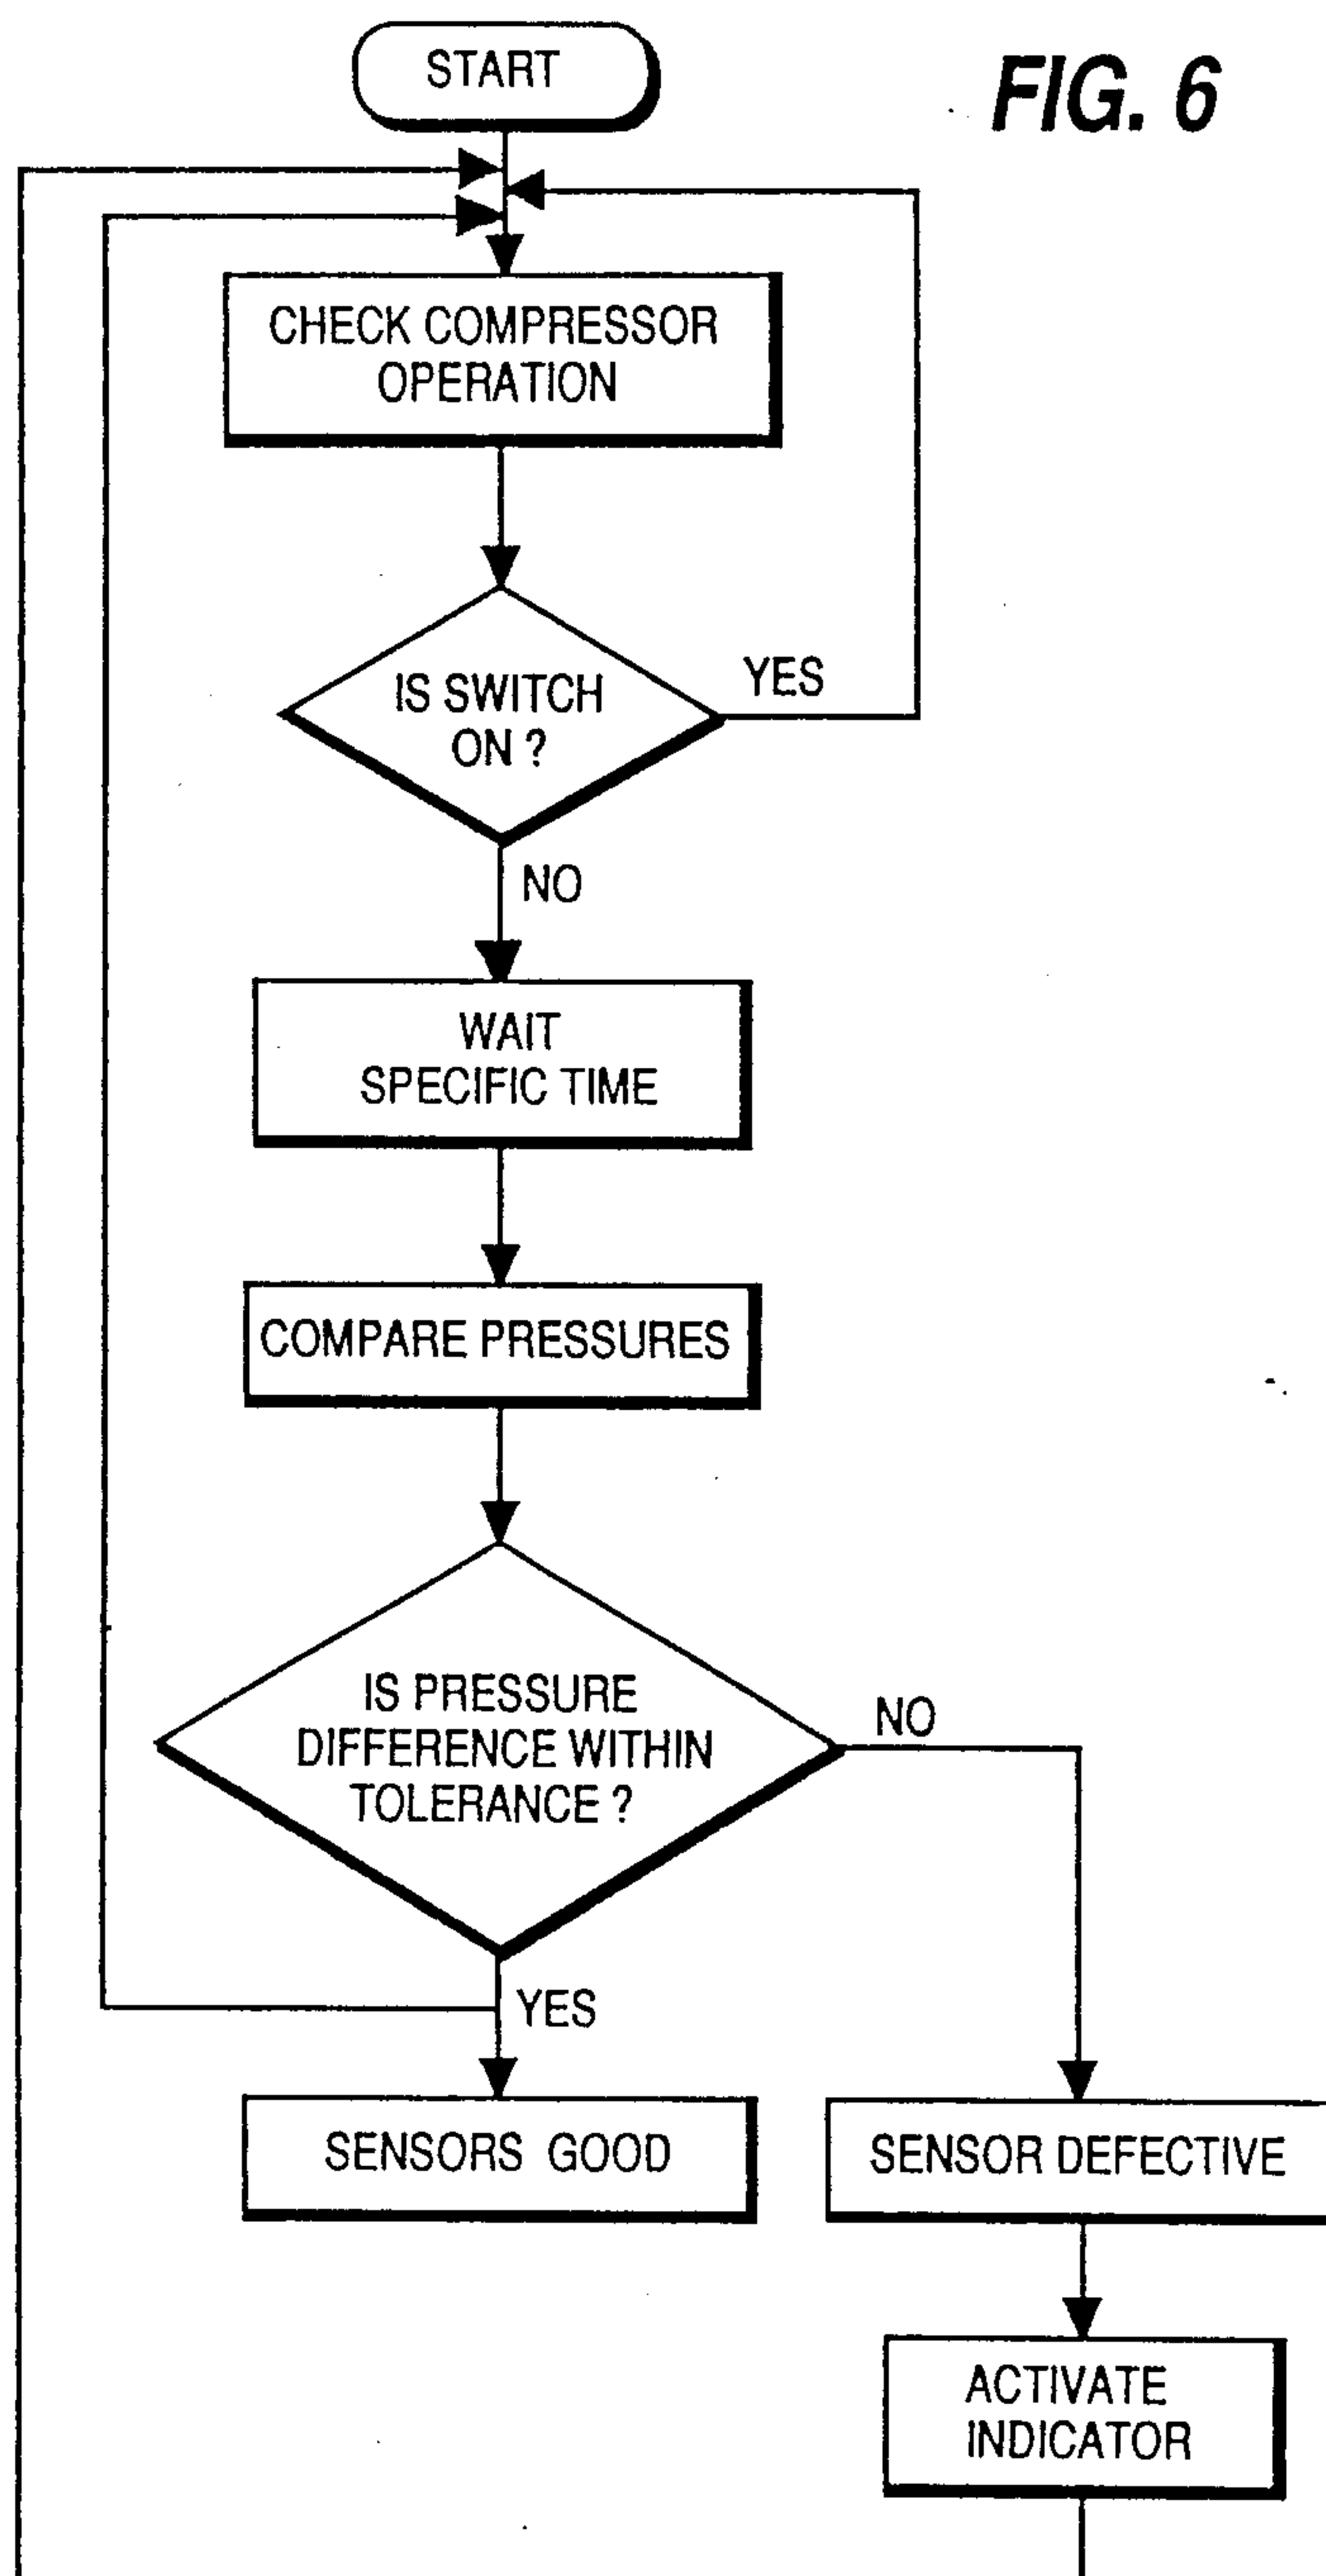 START
FIG. 6
CHECK COMPRESSOR
OPERATION
IS SWITCH
ON ?
YES
NO
WAIT
SPECIFIC TIME
COMPARE PRESSURES
IS PRESSURE
DIFFERENCE WITHIN
TOLERANCE ?
NO
YES
SENSORS GOOD
SENSOR DEFECTIVE
ACTIVATE
INDICATOR